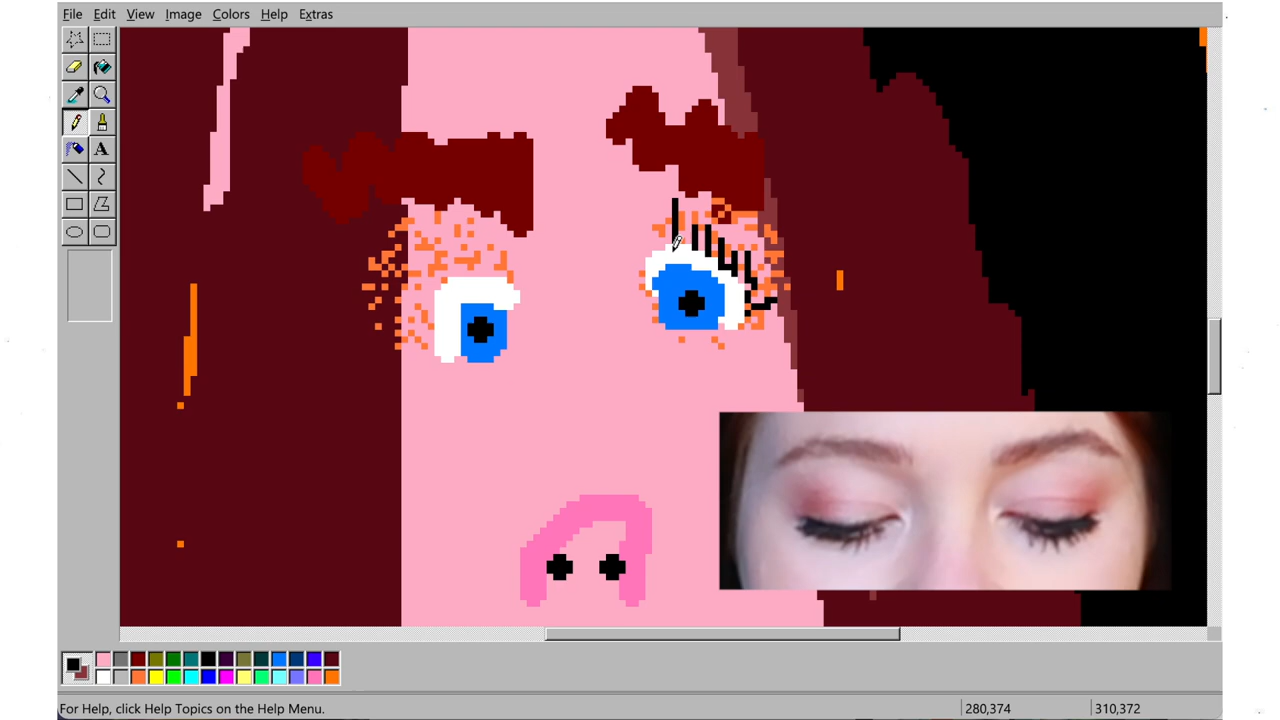 File Edit View Image Colors Help Extras
A
For Help, click Help Topics on the Help Menu.
280,374
310,372